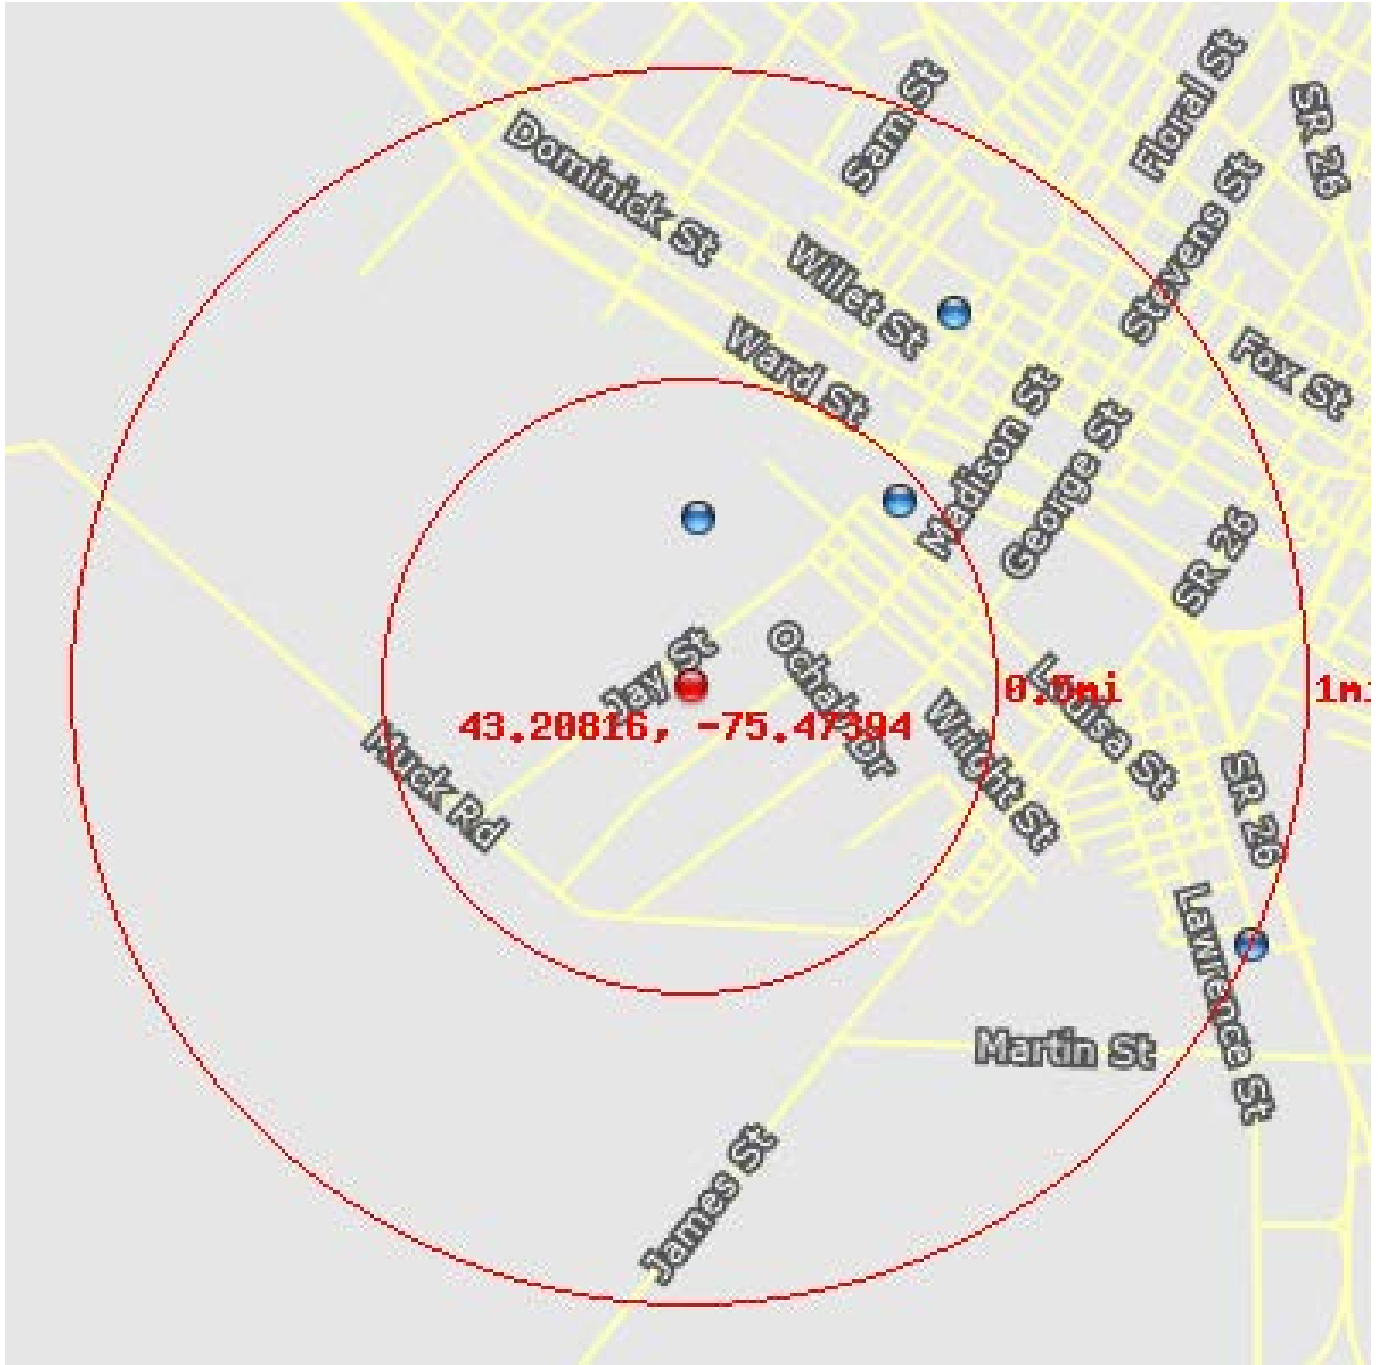 Sam St
Floral St
SR 26
Dominick St
Stevens St
Willet St
Ward St
Fox St
Madison St
George St
SR 26
Jay St
Ochab Dr
Louisa St
0.5mi
1mi
43.20816, -75.47394
Wright St
Muck Rd
SR 26
Lawrence St
Martin St
James St